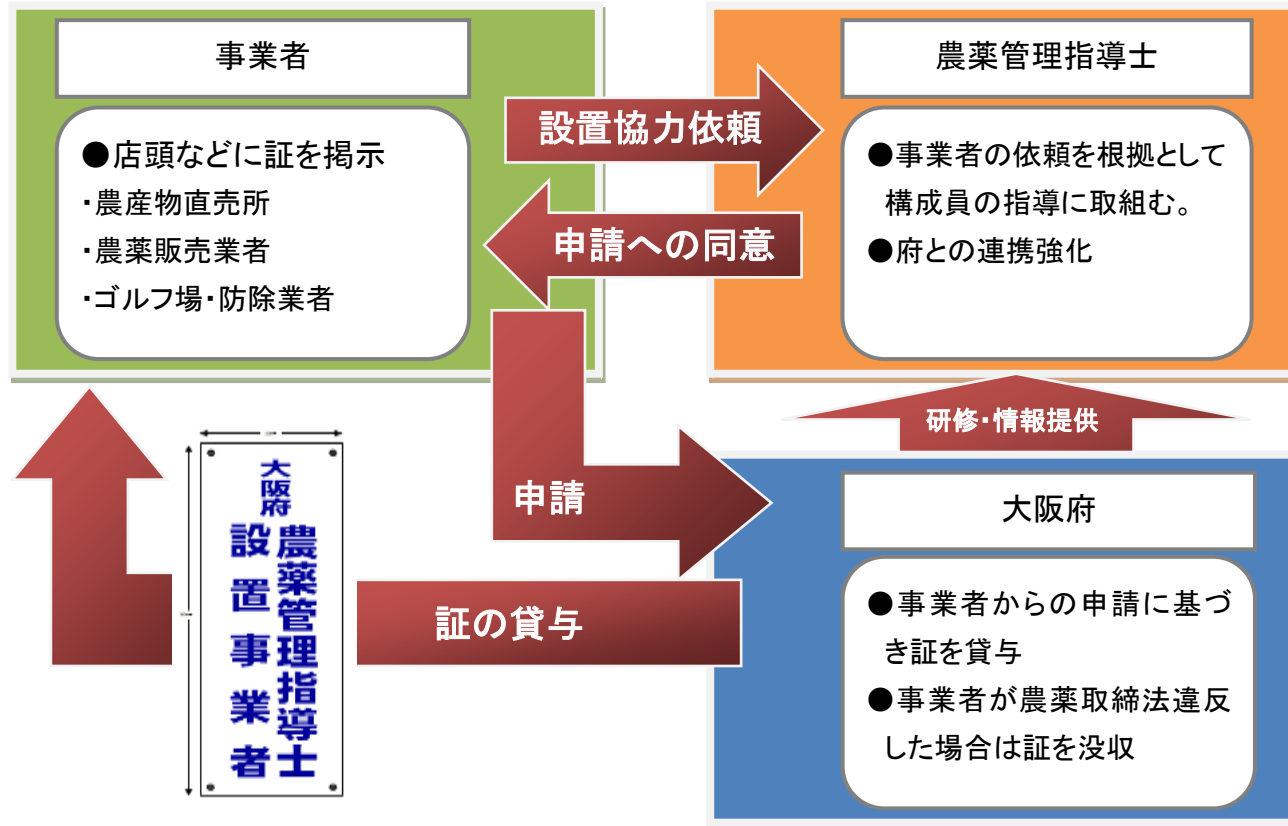 事業者
●店頭などに証を掲示
・農産物直売所
・農薬販売業者
・ゴルフ場・防除業者
設置協力依頼
申請への同意
農薬管理指導士
●事業者の依頼を根拠として
構成員の指導に取組む。
●府との連携強化
研修・情報提供
申請
大阪府
●事業者からの申請に基づ
き証を貸与
●事業者が農薬取締法違反
した場合は証を没収
証の貸与
大阪府
農薬管理指導士
設置事業者